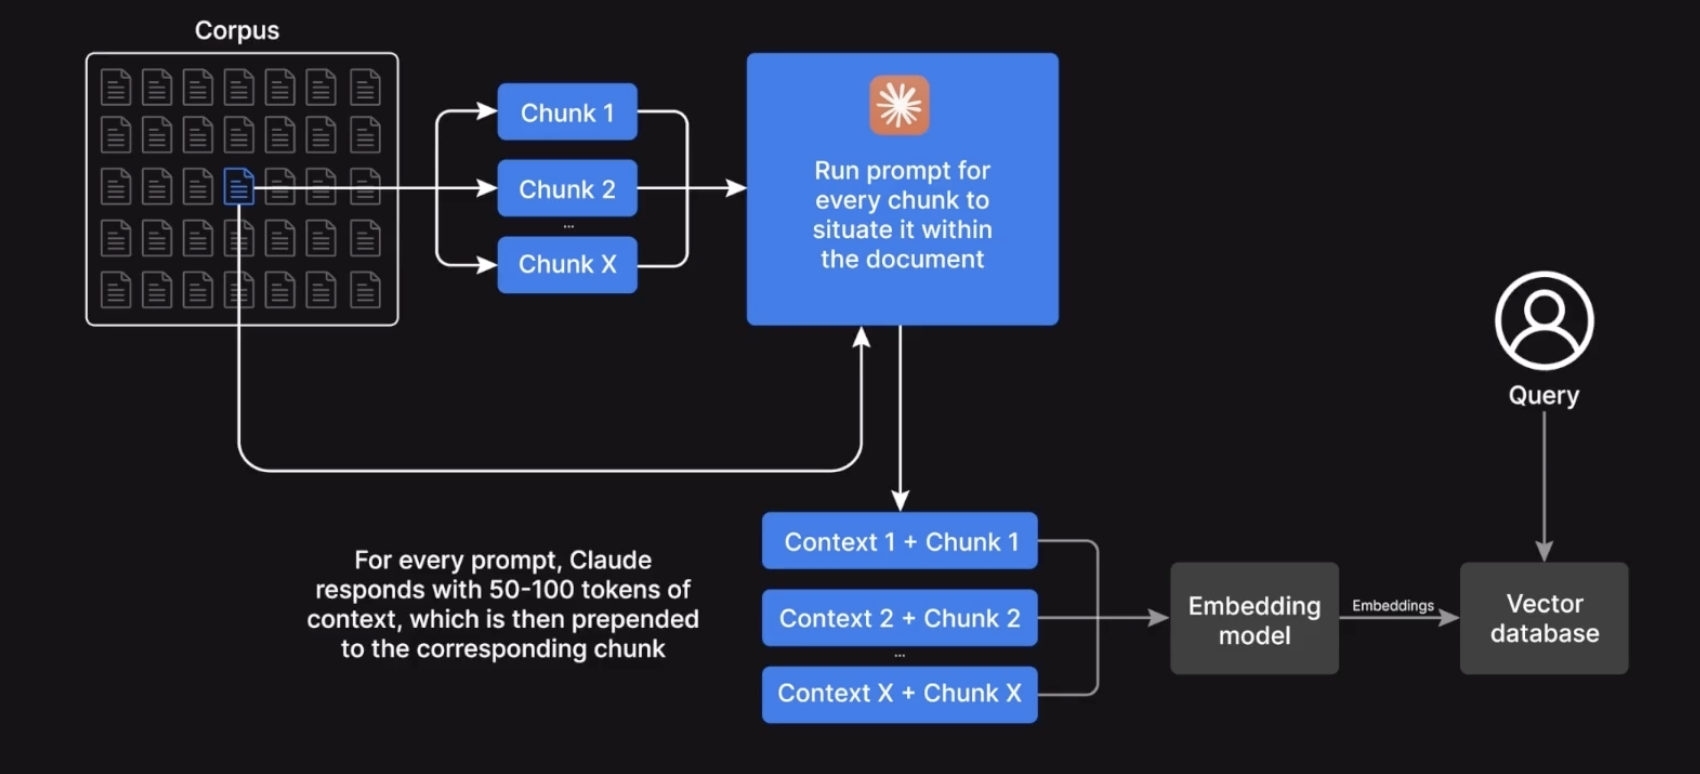 Corpus
Chunk 1
Chunk 2
...
Chunk X
Run prompt for
every chunk to
situate it within
the document
Query
For every prompt, Claude
responds with 50-100 tokens of
context, which is then prepended
to the corresponding chunk
Context 1 + Chunk 1
Context 2 + Chunk 2
...
Context X + Chunk X
Embedding
model
Embeddings
Vector
database